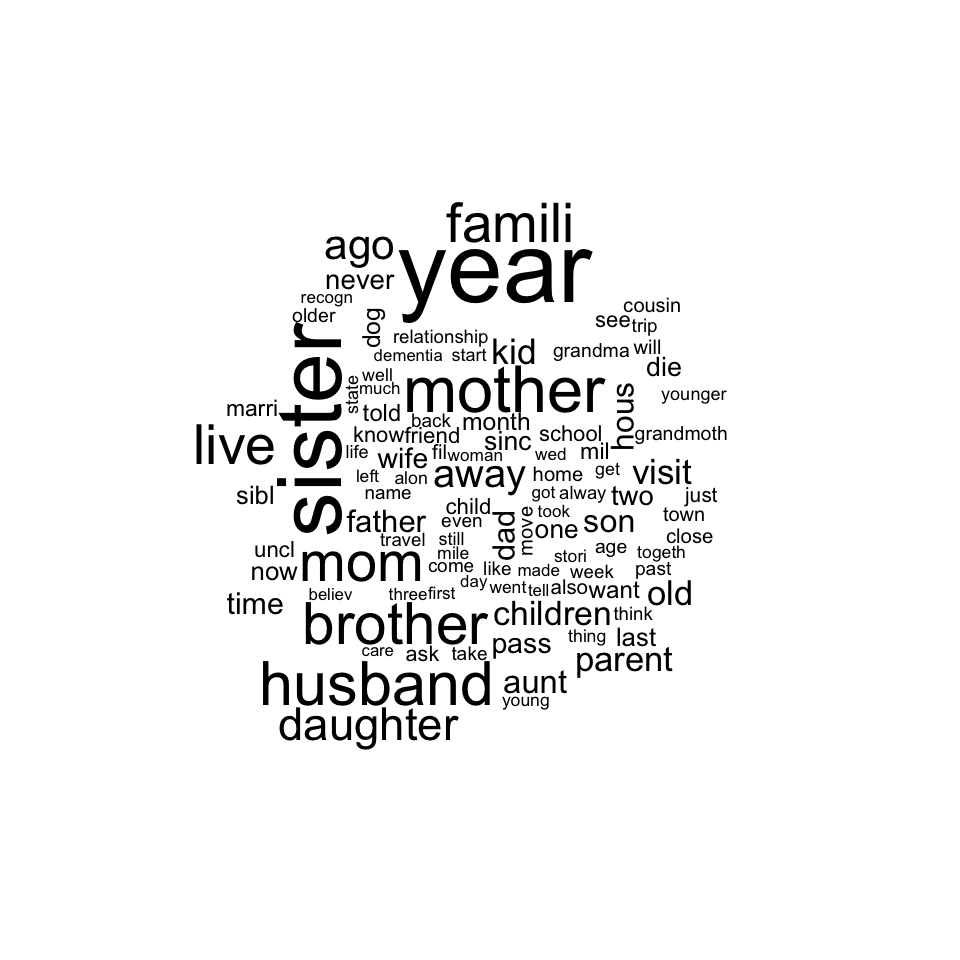 famili
ago
year
never
recogn
older
dog
cousin
see
trip
relationship
dementia
start
kid
grandma
will
die
sister
state
well
much
mother
hous
younger
marri
told
back
month
live
know
friend
sinc
school
grandmoth
life
wife
fil
woman
wed
mil
left
alon
away
home
get
visit
sibl
name
child
got
alway
two
just
father
even
dad
move
took
one
son
town
travel
still
close
uncl
now
mom
mile
come
like
made
stori
age
week
togeth
past
time
believ
three
first
day
went
tell
also
want
old
brother
children
think
care
ask
take
pass
thing
last
parent
husband
aunt
young
daughter